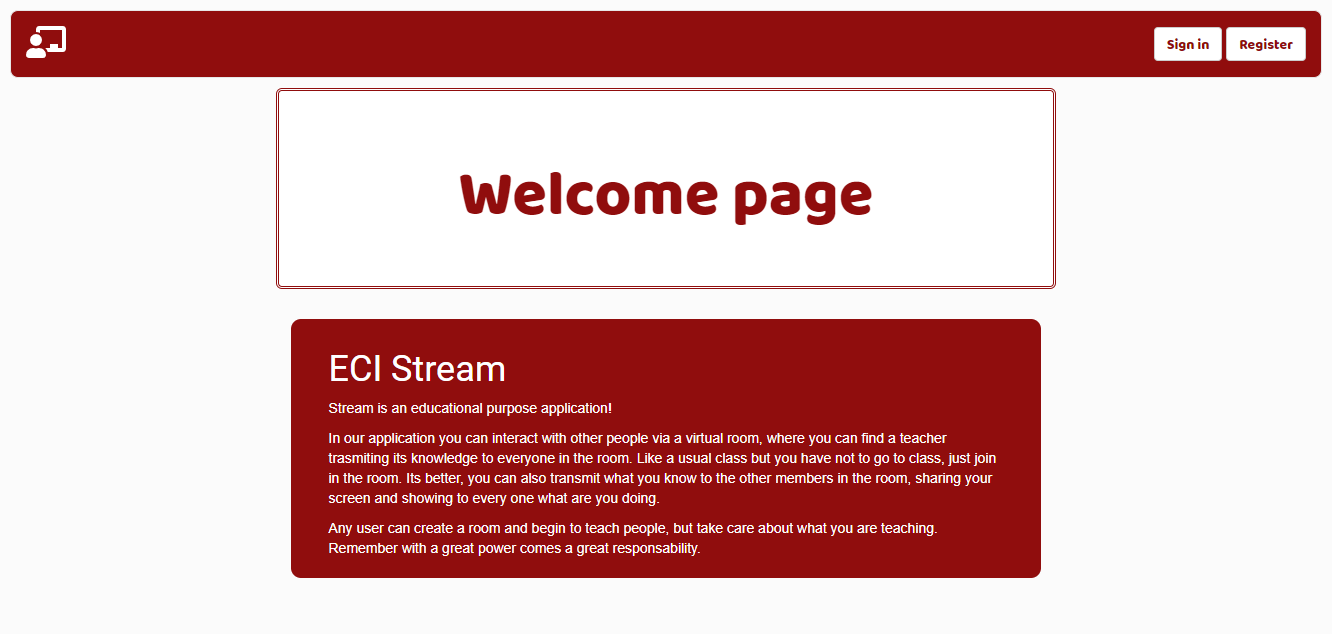 Sign in
Register
Welcome page
ECI Stream
Stream is an educational purpose application!
In our application you can interact with other people via a virtual room, where you can find a teacher
trasmiting its knowledge to everyone in the room. Like a usual class but you have not to go to class, just join
in the room. Its better, you can also transmit what you know to the other members in the room, sharing your
screen and showing to every one what are you doing.
Any user can create a room and begin to teach people, but take care about what you are teaching.
Remember with a great power comes a great responsability.